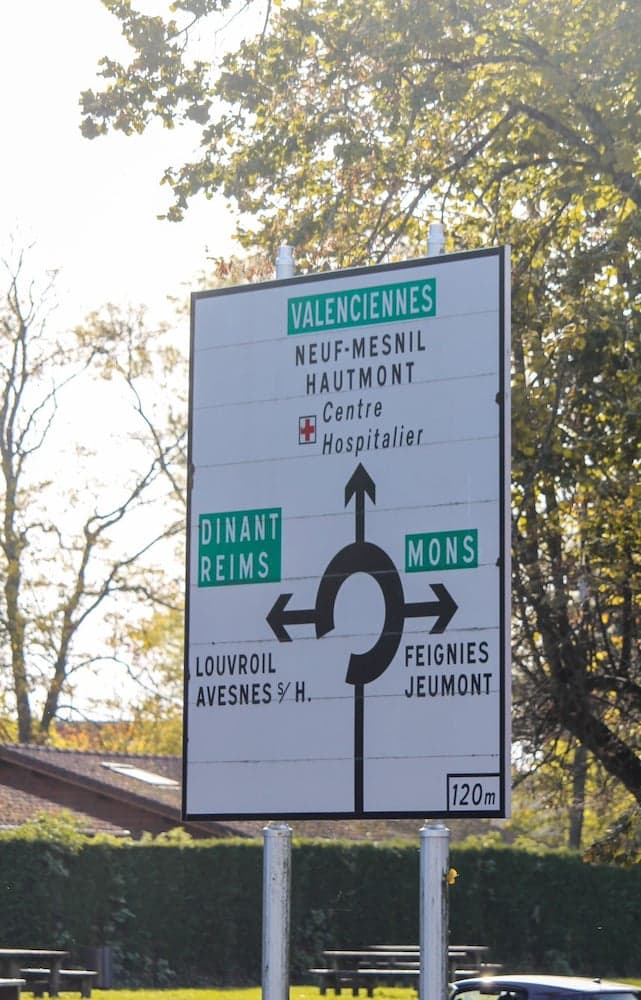 VALENCIENNES
NEUF-MESNIL
HAUTMONT
Centre
Hospitalier
DINANT
REIMS
MONS
LOUVROIL
AVESNES s/ H.
FEIGNIES
JEUMONT
120m